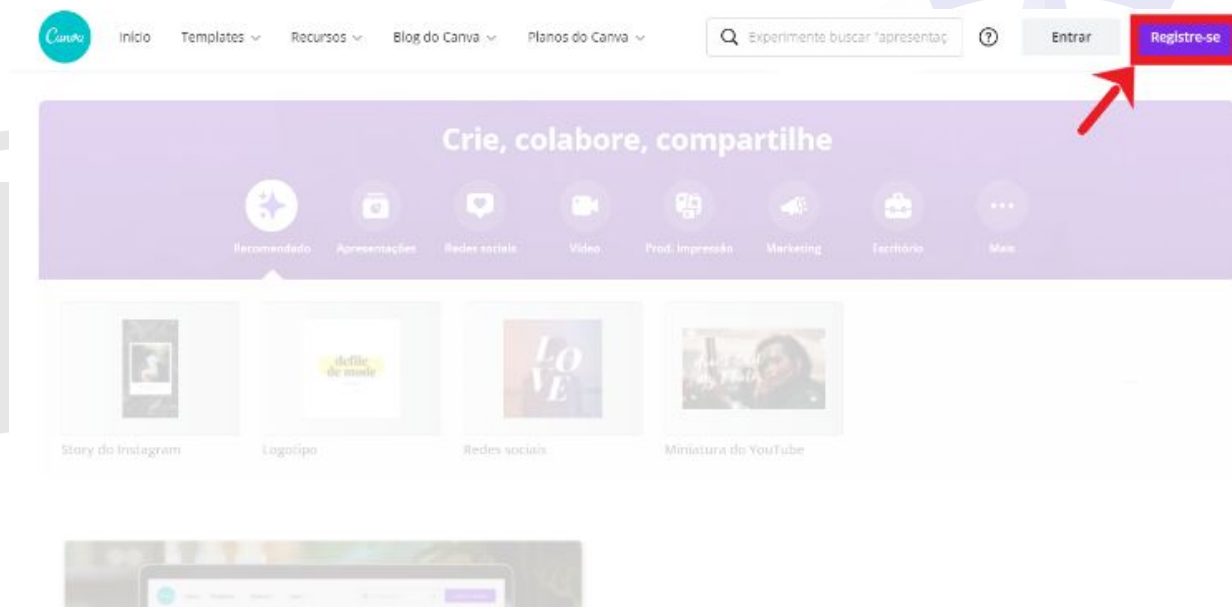 Canva Início Templates Recursos Blog do Canva Planos do Canva Experimente buscar "apresentaç ? Entrar Registre-se
Crie, colabore, compartilhe
Recomendado Apresentações Redes sociais Vídeo Prod. impressão Marketing Escritório Mais
défile
de mode
LO
VE
Story do Instagram Logotipo Redes sociais Miniatura do YouTube